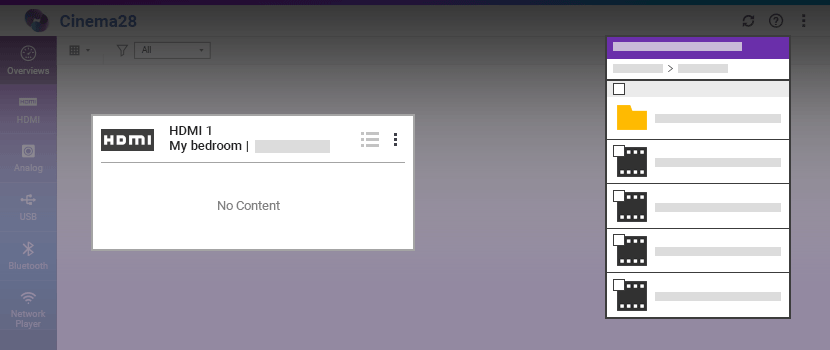 Cinema28
Overviews
All
HDMI
HDMI
HDMI 1
My bedroom |
No Content
Analog
USB
Bluetooth
Network
Player